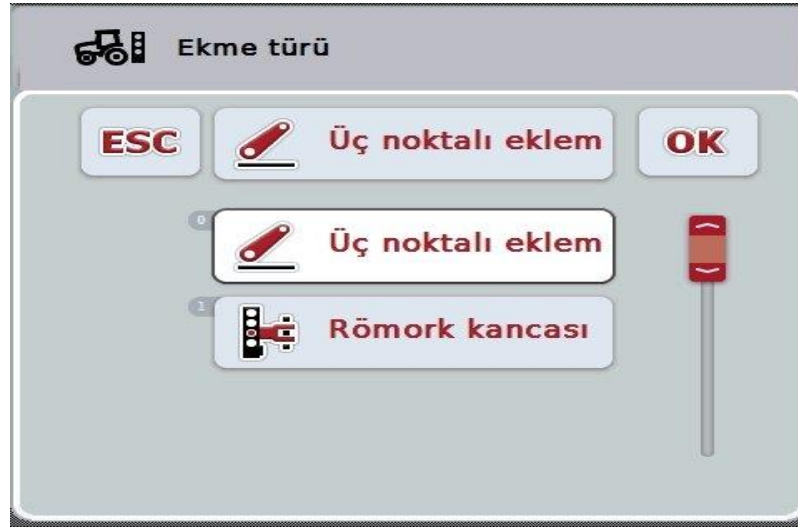 Ekme türü
ESC
Üç noktalı eklem
OK
0
Üç noktalı eklem
1
Römork kancası